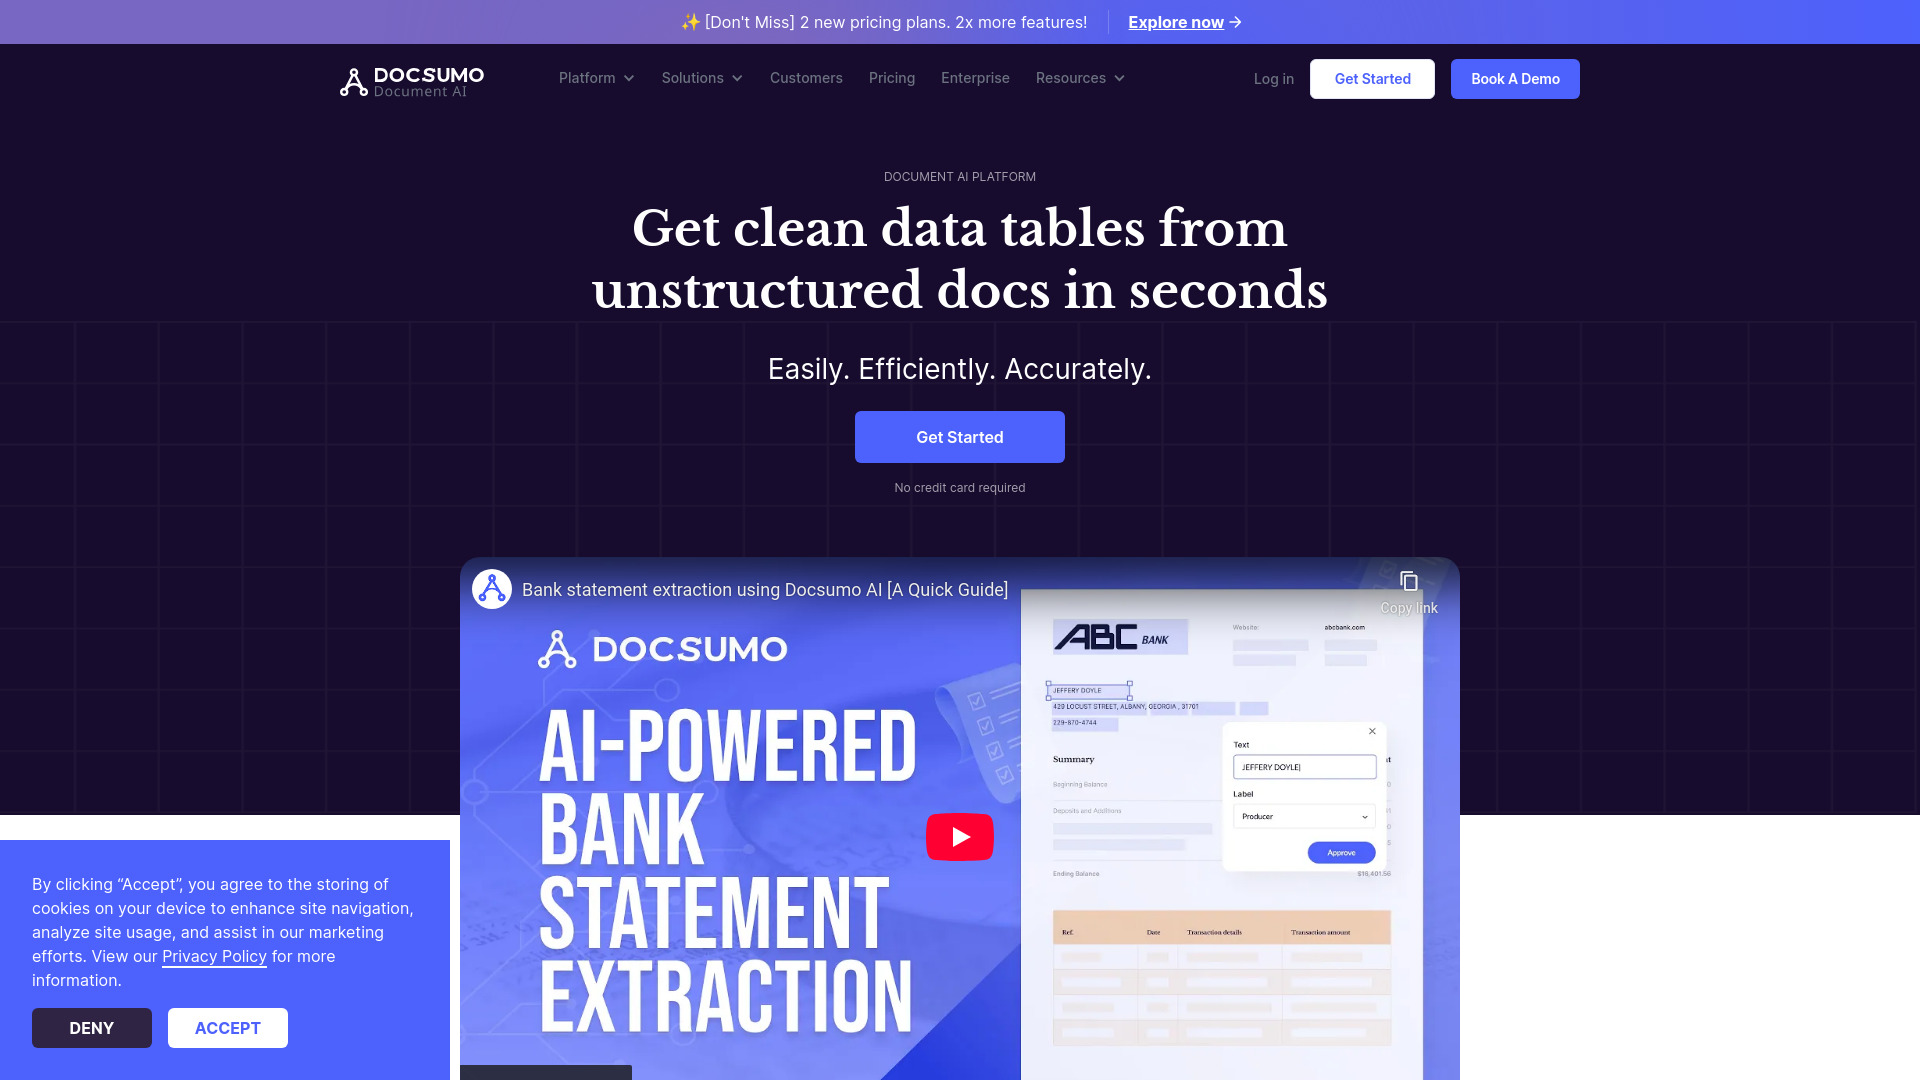 ✨ [Don't Miss] 2 new pricing plans. 2x more features!
Explore now →
DOCSUMO
Document AI
Platform
Solutions
Customers
Pricing
Enterprise
Resources
Log in
Get Started
Book A Demo
DOCUMENT AI PLATFORM
Get clean data tables from
unstructured docs in seconds
Easily. Efficiently. Accurately.
Get Started
No credit card required
Bank statement extraction using Docsumo AI [A Quick Guide]
Copy link
DOCSUMO
AI-POWERED
BANK
STATEMENT
EXTRACTION
ABC BANK
Website:
abcbank.com
JEFFERY DOYLE
429 LOCUST STREET, ALBANY, GEORGIA , 31701
229-870-4744
Summary
Beginning Balance
Deposits and Additions
Ending Balance
$16,401.56
Text
JEFFERY DOYLE
Label
Producer
Approve
Ref.
Date
Transaction details
Transaction amount
By clicking “Accept”, you agree to the storing of
cookies on your device to enhance site navigation,
analyze site usage, and assist in our marketing
efforts. View our Privacy Policy for more
information.
DENY
ACCEPT